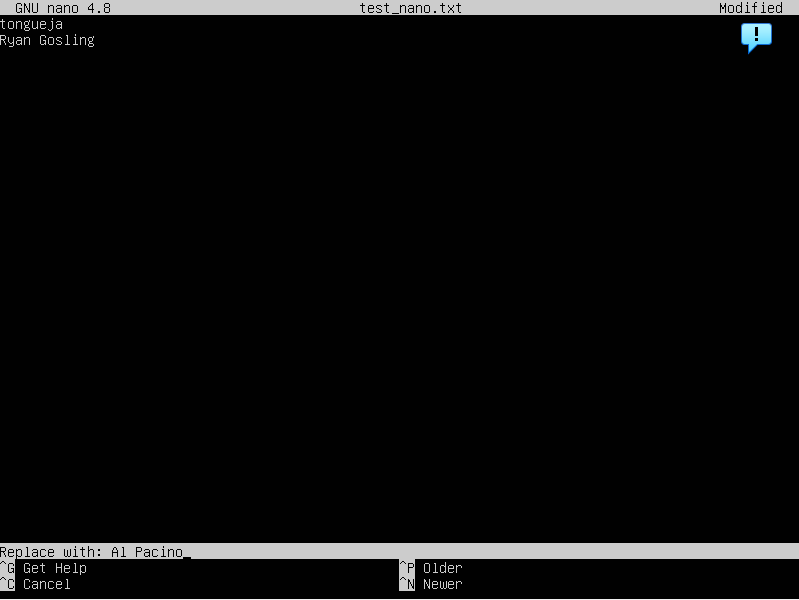 GNU nano 4.8 test_nano.txt Modified
tongueja
Ryan Gosling
!
Replace with: Al Pacino_
^G Get Help ^P Older
^C Cancel ^N Newer